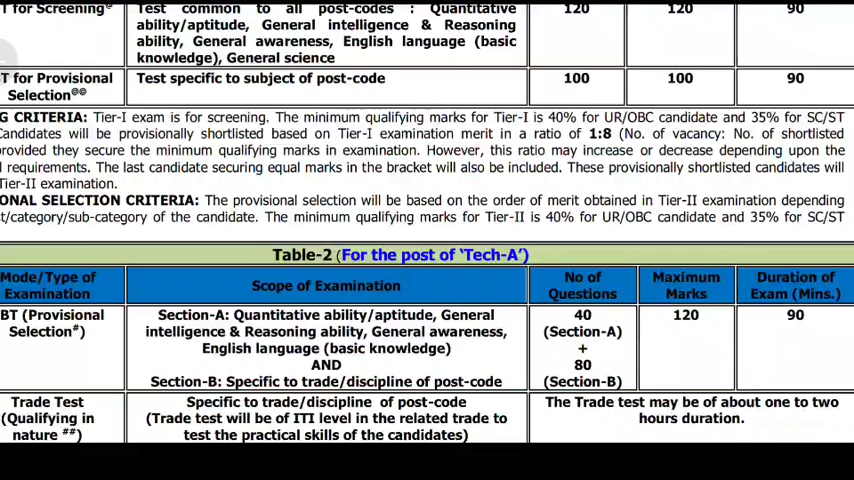 T for Screening@
Test common to all post-codes : Quantitative ability/aptitude, General intelligence & Reasoning ability, General awareness, English language (basic knowledge), General science
120
120
90
T for Provisional
Selection@@
Test specific to subject of post-code
100
100
90
G CRITERIA: Tier-I exam is for screening. The minimum qualifying marks for Tier-I is 40% for UR/OBC candidate and 35% for SC/ST
Candidates will be provisionally shortlisted based on Tier-I examination merit in a ratio of 1:8 (No. of vacancy: No. of shortlisted
provided they secure the minimum qualifying marks in examination. However, this ratio may increase or decrease depending upon the
l requirements. The last candidate securing equal marks in the bracket will also be included. These provisionally shortlisted candidates will
Tier-II examination.
ONAL SELECTION CRITERIA: The provisional selection will be based on the order of merit obtained in Tier-II examination depending
st/category/sub-category of the candidate. The minimum qualifying marks for Tier-II is 40% for UR/OBC candidate and 35% for SC/ST
Table-2 (For the post of ‘Tech-A’)
Mode/Type of
Examination
Scope of Examination
No of
Questions
Maximum
Marks
Duration of
Exam (Mins.)
BT (Provisional
Selection#)
Section-A: Quantitative ability/aptitude, General
intelligence & Reasoning ability, General awareness,
English language (basic knowledge)
AND
Section-B: Specific to trade/discipline of post-code
40
(Section-A)
+
80
(Section-B)
120
90
Trade Test
(Qualifying in
nature ##)
Specific to trade/discipline of post-code
(Trade test will be of ITI level in the related trade to
test the practical skills of the candidates)
The Trade test may be of about one to two
hours duration.